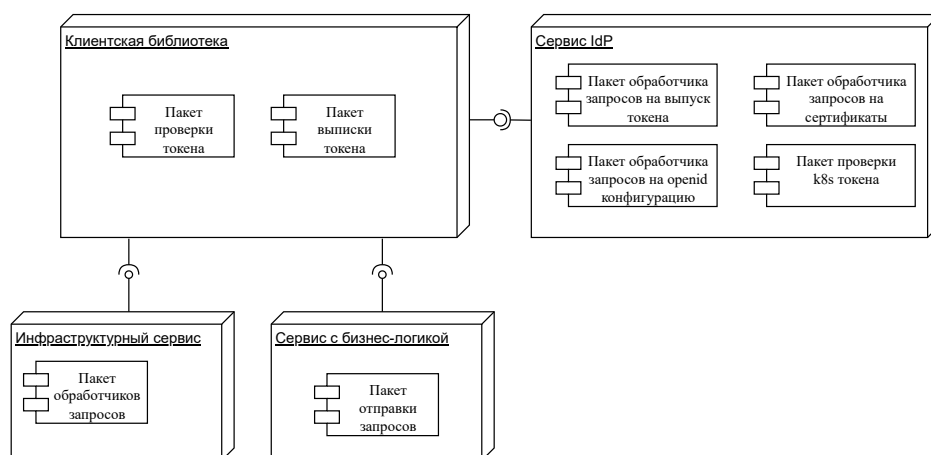 Клиентская библиотека
Пакет
проверки
токена
Пакет
выписки
токена
Сервис IdP
Пакет обработчика
запросов на выпуск
токена
Пакет обработчика
запросов на
сертификаты
Пакет обработчика
запросов на openid
конфигурацию
Пакет проверки
k8s токена
Инфраструктурный сервис
Пакет
обработчиков
запросов
Сервис с бизнес-логикой
Пакет
отправки
запросов